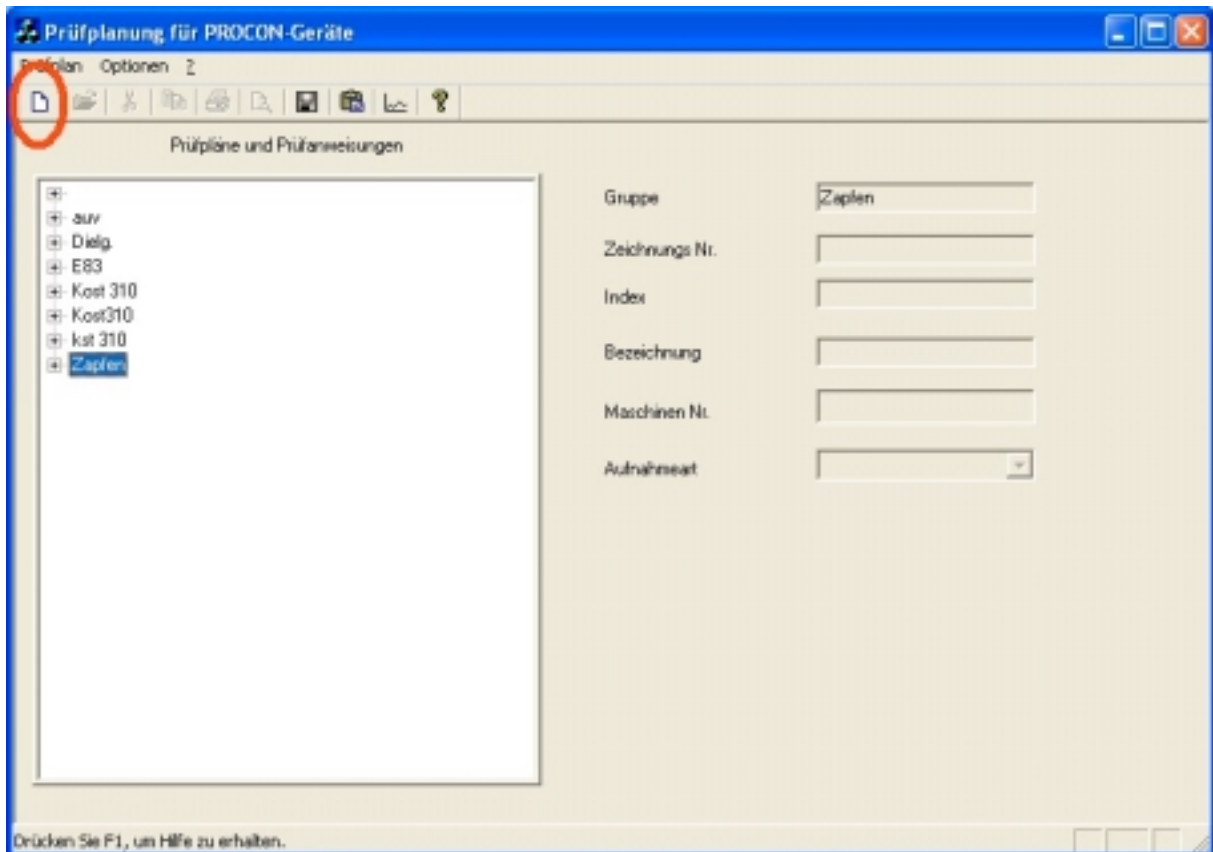 Prüfplanung für PROCON-Geräte
Prüfplan Optionen ?
Prüfpläne und Prüfanweisungen
auv
Dielg.
E83
Kost 310
Kost310
kst 310
Zapfen
Gruppe Zapfen
Zeichnungs Nr.
Index
Bezeichnung
Maschinen Nr.
Aufnahmeart
Drücken Sie F1, um Hilfe zu erhalten.